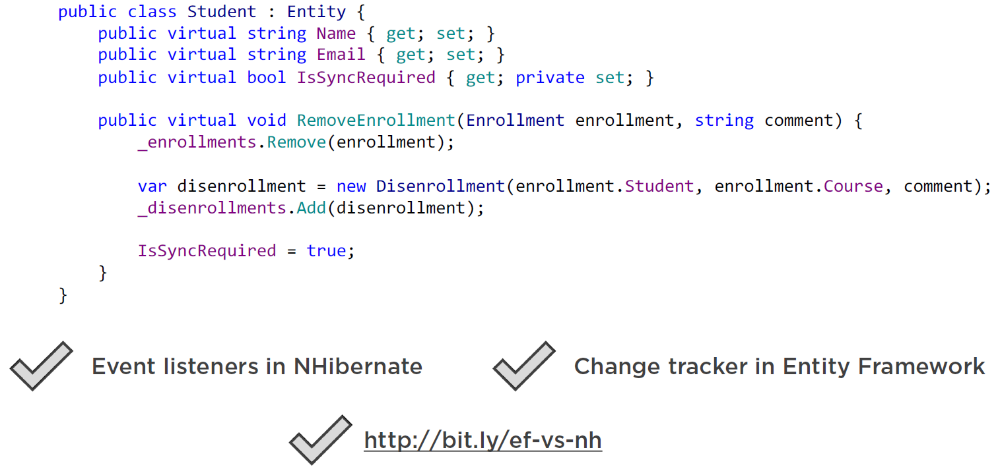 public class Student : Entity {
public virtual string Name { get; set; }
public virtual string Email { get; set; }
public virtual bool IsSyncRequired { get; private set; }
public virtual void RemoveEnrollment(Enrollment enrollment, string comment) {
_enrollments.Remove(enrollment);
var disenrollment = new Disenrollment(enrollment.Student, enrollment.Course, comment);
_disenrollments.Add(disenrollment);
IsSyncRequired = true;
}
}
Event listeners in NHibernate
Change tracker in Entity Framework
http://bit.ly/ef-vs-nh